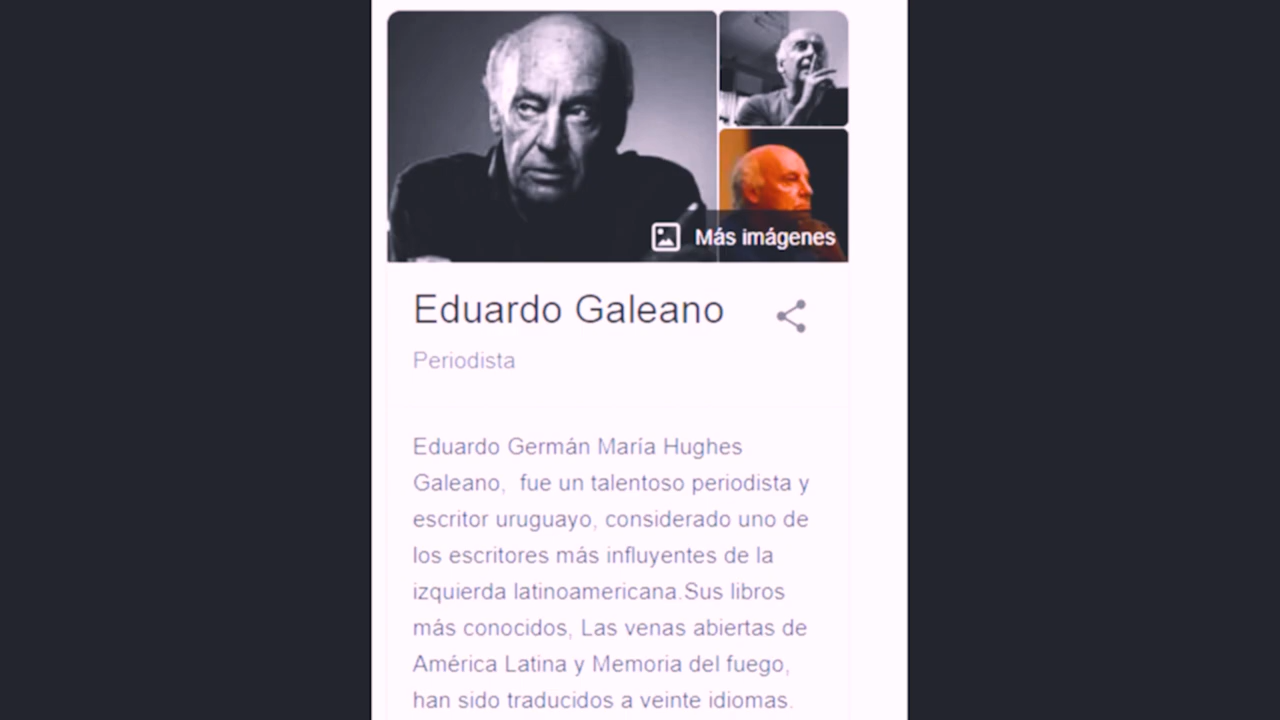 Más imágenes
Eduardo Galeano
Periodista
Eduardo Germán María Hughes
Galeano, fue un talentoso periodista y
escritor uruguayo, considerado uno de
los escritores más influyentes de la
izquierda latinoamericana.Sus libros
más conocidos, Las venas abiertas de
América Latina y Memoria del fuego,
han sido traducidos a veinte idiomas.